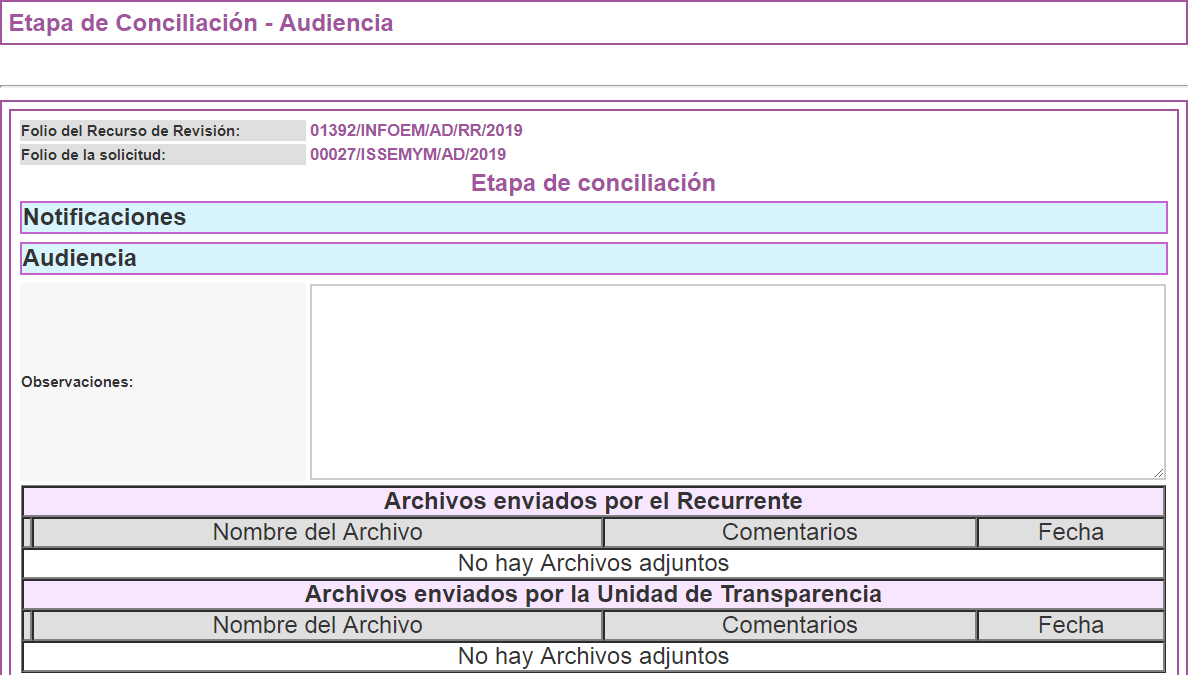 Etapa de Conciliación - Audiencia
Folio del Recurso de Revisión: 01392/INFOEM/AD/RR/2019
Folio de la solicitud: 00027/ISSEMYM/AD/2019
Etapa de conciliación
Notificaciones
Audiencia
Observaciones:
Archivos enviados por el Recurrente
Nombre del Archivo Comentarios Fecha
No hay Archivos adjuntos
Archivos enviados por la Unidad de Transparencia
Nombre del Archivo Comentarios Fecha
No hay Archivos adjuntos